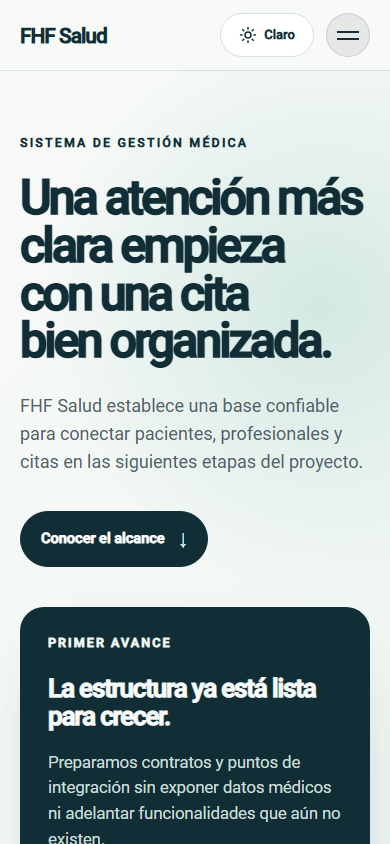 FHF Salud
Claro
SISTEMA DE GESTIÓN MÉDICA
Una atención más
clara empieza
con una cita
bien organizada.
FHF Salud establece una base confiable
para conectar pacientes, profesionales y
citas en las siguientes etapas del proyecto.
Conocer el alcance ↓
PRIMER AVANCE
La estructura ya está lista
para crecer.
Preparamos contratos y puntos de
integración sin exponer datos médicos
ni adelantar funcionalidades que aún no
existen.